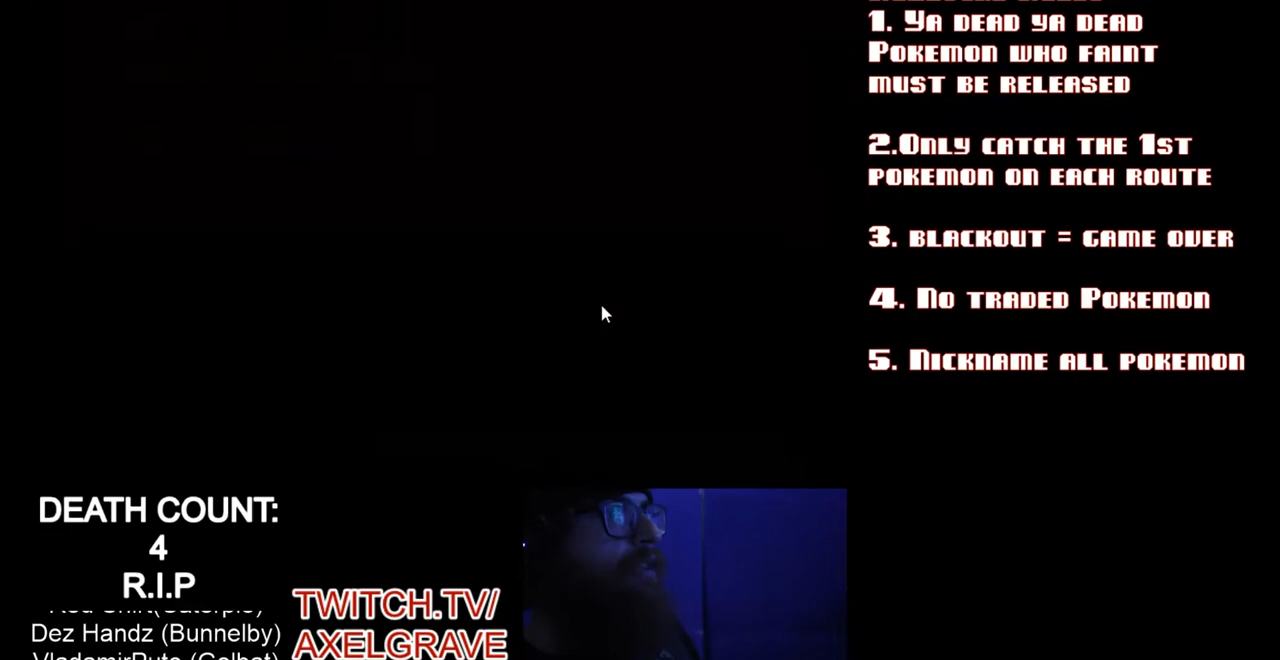 1. Ya dead ya dead
Pokemon who faint
must be released
2.Only catch the 1st
pokemon on each route
3. blackout = game over
4. No traded Pokemon
5. Nickname all pokemon
DEATH COUNT:
4
R.I.P
Dez Handz (Bunnelby)
TWITCH.TV/
AXELGRAVE